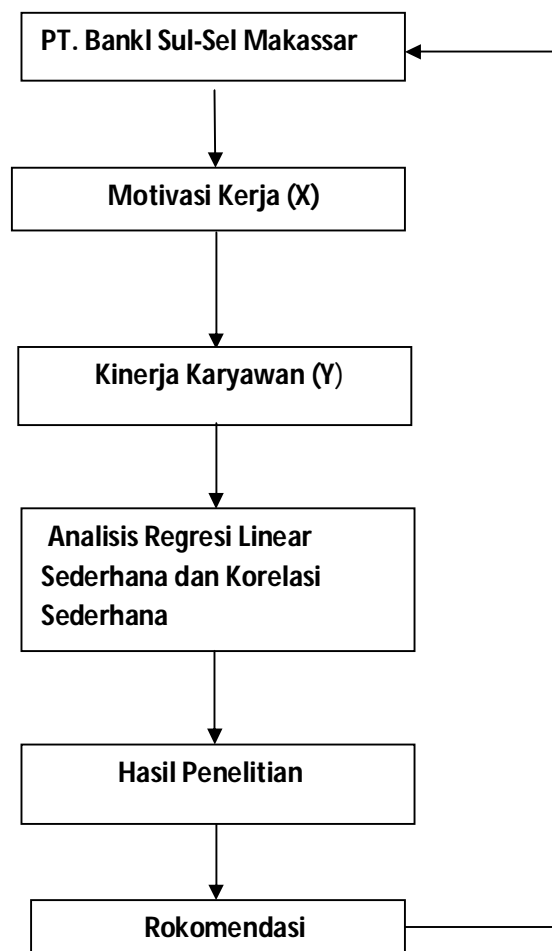 PT. Bankl Sul-Sel Makassar
Motivasi Kerja (X)
Kinerja Karyawan (Y)
Analisis Regresi Linear
Sederhana dan Korelasi
Sederhana
Hasil Penelitian
Rokomendasi